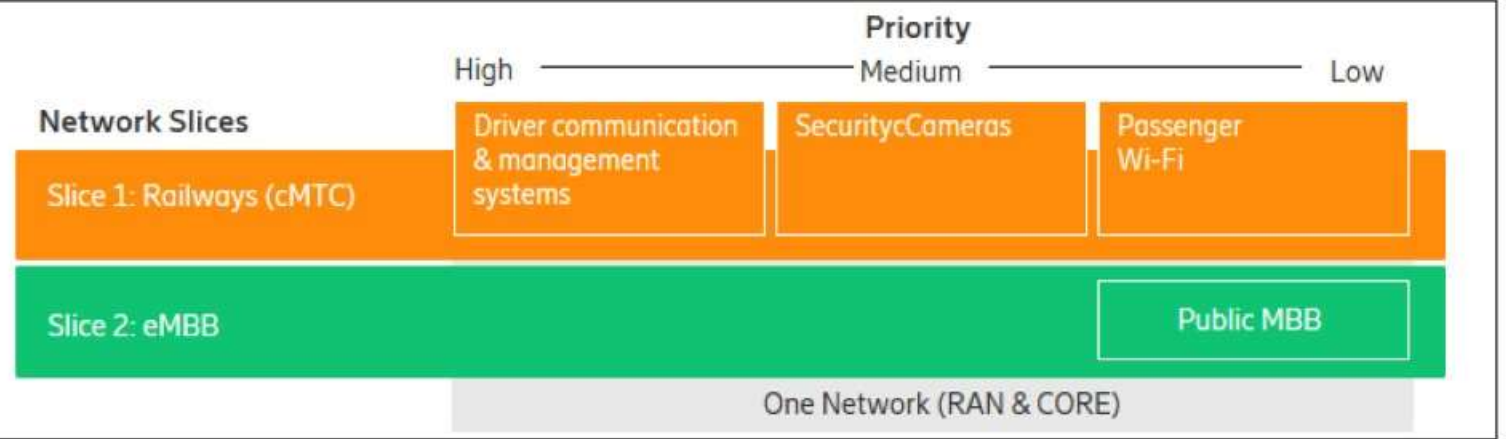 Priority
High Medium Low
Network Slices
Driver communication
& management
systems
SecuritycCameras
Passenger
Wi-Fi
Slice 1: Railways (cMTC)
Slice 2: eMBB
Public MBB
One Network (RAN & CORE)